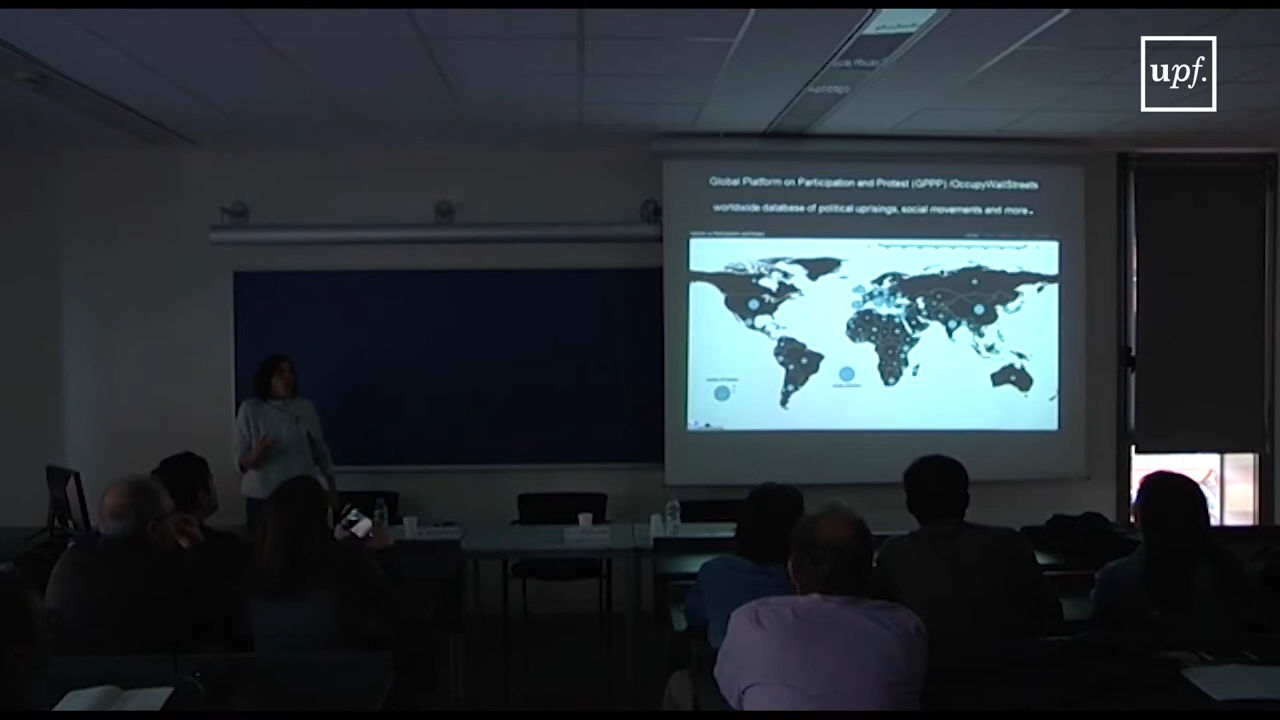 upf.
Global Platform on Participation and Protest (GPPP) /OccupyWallStreets
worldwide database of political uprisings, social movements and more..